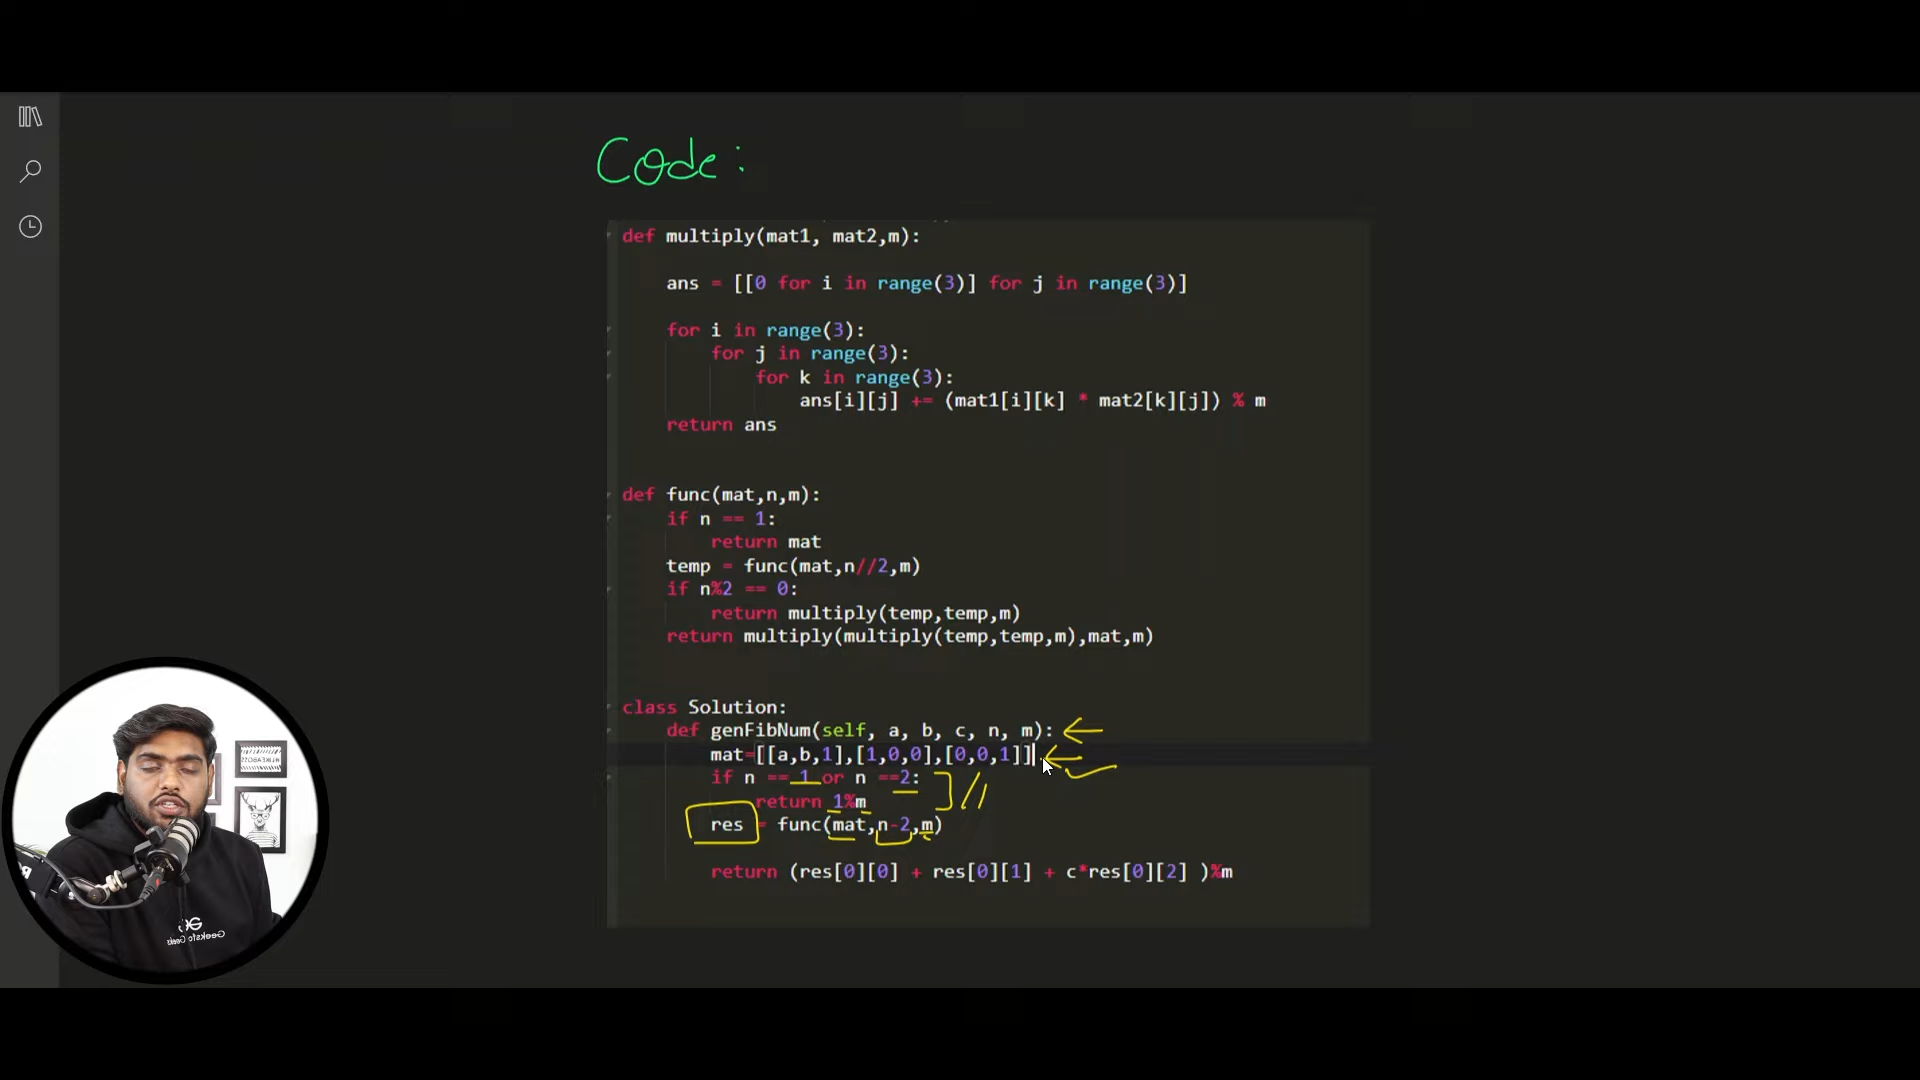 Code:
def multiply(mat1, mat2,m):
ans = [[0 for i in range(3)] for j in range(3)]
for i in range(3):
for j in range(3):
for k in range(3):
ans[i][j] += (mat1[i][k] * mat2[k][j]) % m
return ans
def func(mat,n,m):
if n == 1:
return mat
temp = func(mat,n//2,m)
if n%2 == 0:
return multiply(temp,temp,m)
return multiply(multiply(temp,temp,m),mat,m)
class Solution:
def genFibNum(self, a, b, c, n, m):
mat=[[a,b,1],[1,0,0],[0,0,1]]
if n == 1 or n ==2:
return 1%m
res = func(mat,n-2,m)
return (res[0][0] + res[0][1] + c*res[0][2] )%m